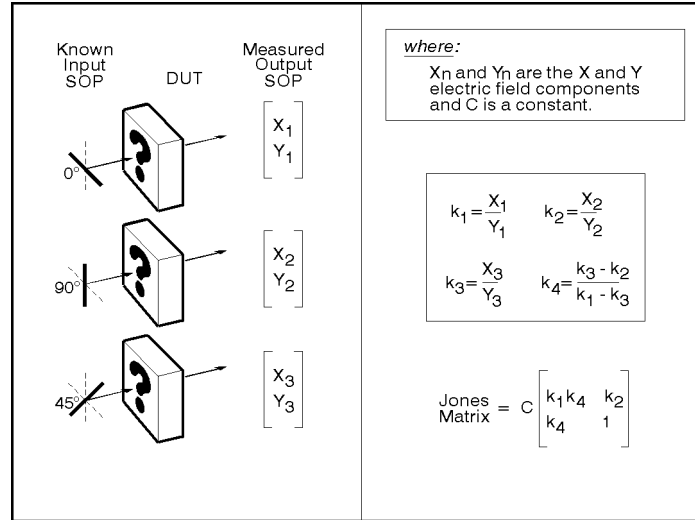 Known Input SOP
DUT
Measured Output SOP
0°
?
X₁
Y₁
90°
?
X₂
Y₂
45°
?
X₃
Y₃
where:
Xn and Yn are the X and Y
electric field components
and C is a constant.
k₁ = X₁/Y₁ k₂ = X₂/Y₂
k₃ = X₃/Y₃ k₄ = (k₃ - k₂)/(k₁ - k₃)
Jones Matrix = C [k₁k₄ k₂
k₄ 1]